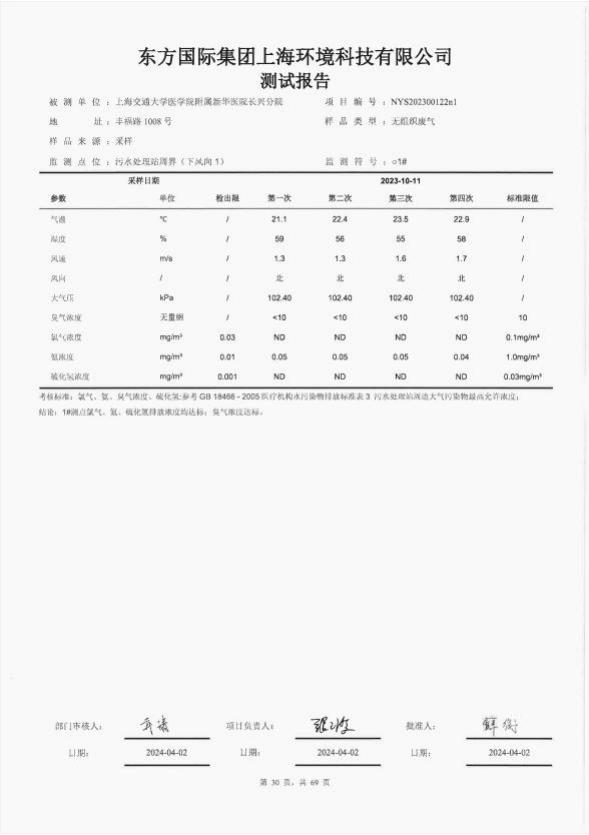 东方国际集团上海环境科技有限公司
测试报告
被 测 单 位 : 上海交通大学医学院附属新华医院长兴分院 项 目 编 号 : NYS202300122n1
地 址 : 丰福路 1008 号 样 品 类 型 : 无组织废气
样 品 来 源 : 采样
监 测 点 位 : 污水处理站周界(下风向 1) 监 测 符 号 : ○1#
采样日期 2023-10-11
参数 单位 检出限 第一次 第二次 第三次 第四次 标准限值
气温 ℃ / 21.1 22.4 23.5 22.9 /
湿度 % / 59 56 55 58 /
风速 m/s / 1.3 1.3 1.6 1.7 /
风向 / / 北 北 北 北 /
大气压 kPa / 102.40 102.40 102.40 102.40 /
臭气浓度 无量纲 / <10 <10 <10 <10 10
氯气浓度 mg/m³ 0.03 ND ND ND ND 0.1mg/m³
氨浓度 mg/m³ 0.01 0.05 0.05 0.05 0.04 1.0mg/m³
硫化氢浓度 mg/m³ 0.001 ND ND ND ND 0.03mg/m³
考核标准: 氯气、氨、臭气浓度、硫化氢:参考 GB 18466 - 2005 医疗机构水污染物排放标准表 3 污水处理站周边大气污染物最高允许浓度;
结论: 1#测点氯气、氨、硫化氢排放浓度均达标; 臭气浓度达标。
部门审核人: 项目负责人: 批准人:
日期: 2024-04-02 日期: 2024-04-02 日期: 2024-04-02
第 30 页, 共 69 页